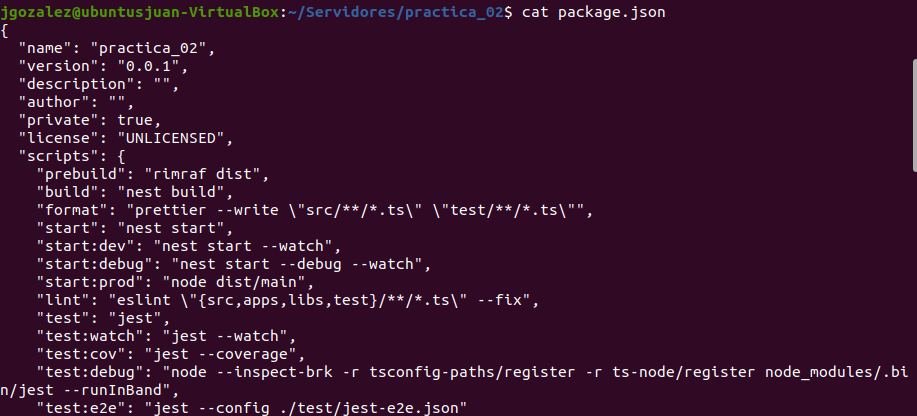 jgozalez@ubuntusjuan-VirtualBox:~/Servidores/practica_02$ cat package.json
{
  "name": "practica_02",
  "version": "0.0.1",
  "description": "",
  "author": "",
  "private": true,
  "license": "UNLICENSED",
  "scripts": {
    "prebuild": "rimraf dist",
    "build": "nest build",
    "format": "prettier --write \"src/**/*.ts\" \"test/**/*.ts\"",
    "start": "nest start",
    "start:dev": "nest start --watch",
    "start:debug": "nest start --debug --watch",
    "start:prod": "node dist/main",
    "lint": "eslint \"{src,apps,libs,test}/**/*.ts\" --fix",
    "test": "jest",
    "test:watch": "jest --watch",
    "test:cov": "jest --coverage",
    "test:debug": "node --inspect-brk -r tsconfig-paths/register -r ts-node/register node_modules/.bi
n/jest --runInBand",
    "test:e2e": "jest --config ./test/jest-e2e.json"